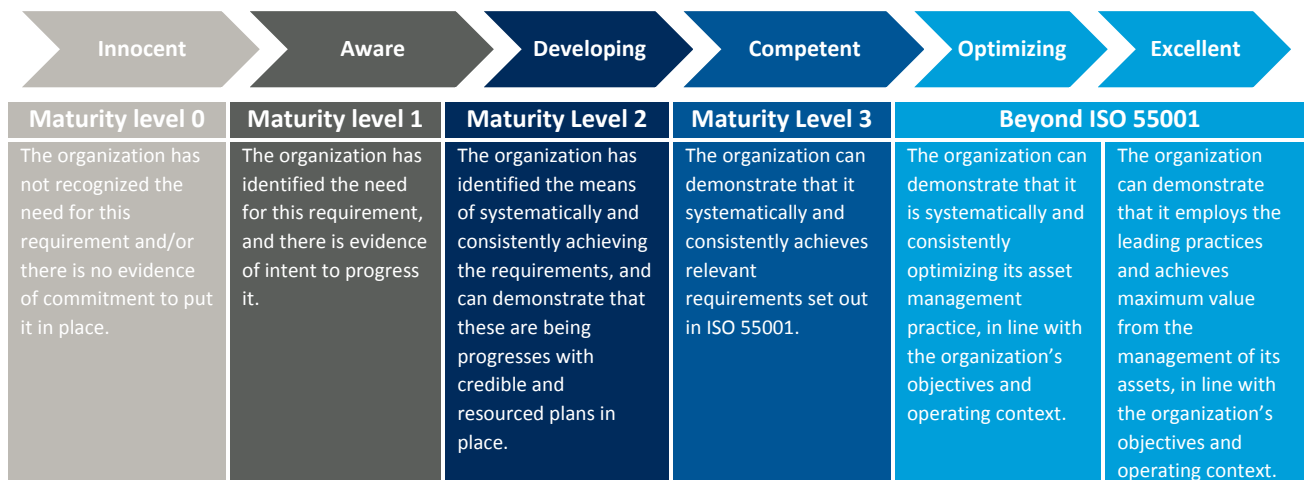 Innocent
Aware
Developing
Competent
Optimizing
Excellent
Maturity level 0
Maturity level 1
Maturity Level 2
Maturity Level 3
Beyond ISO 55001
The organization has
not recognized the
need for this
requirement and/or
there is no evidence
of commitment to put
it in place.
The organization has
identified the need
for this requirement,
and there is evidence
of intent to progress
it.
The organization has
identified the means
of systematically and
consistently achieving
the requirements, and
can demonstrate that
these are being
progresses with
credible and
resourced plans in
place.
The organization can
demonstrate that it
systematically and
consistently achieves
relevant
requirements set out
in ISO 55001.
The organization can
demonstrate that it
is systematically and
consistently
optimizing its asset
management
practice, in line with
the organization’s
objectives and
operating context.
The organization
can demonstrate
that it employs the
leading practices
and achieves
maximum value
from the
management of its
assets, in line with
the organization’s
objectives and
operating context.